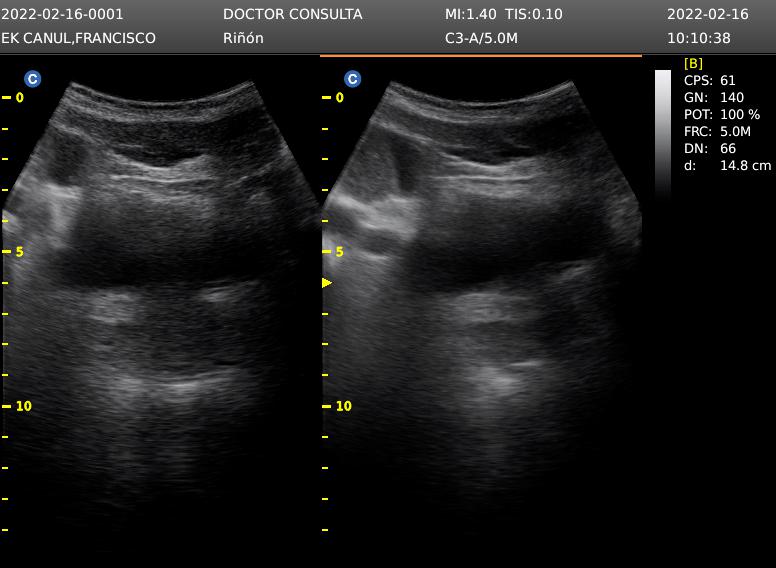 2022-02-16-0001 DOCTOR CONSULTA MI:1.40 TIS:0.10 2022-02-16
EK CANUL,FRANCISCO Riñón C3-A/5.0M 10:10:38
[B]
CPS: 61
GN: 140
POT: 100 %
FRC: 5.0M
DN: 66
d: 14.8 cm
C C
0 0
5 5
10 10